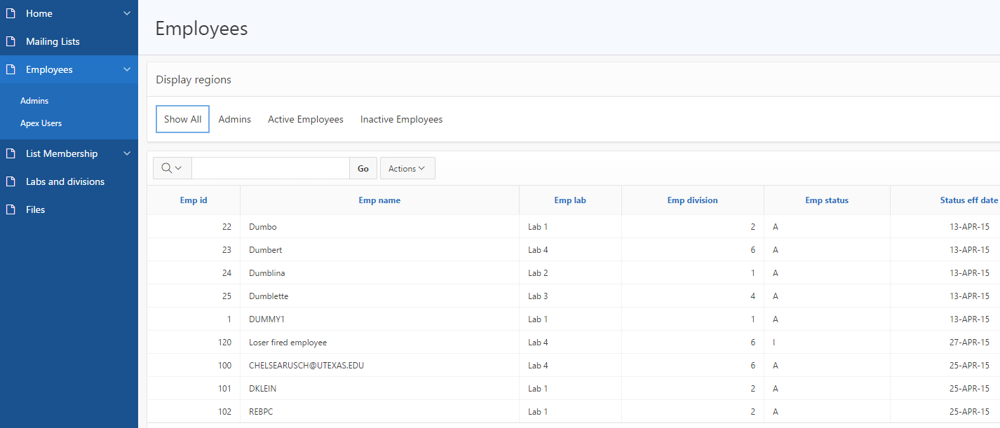 Home
Mailing Lists
Employees
Admins
Apex Users
List Membership
Labs and divisions
Files
Employees
Display regions
Show All Admins Active Employees Inactive Employees
Go Actions
Emp id Emp name Emp lab Emp division Emp status Status eff date
22 Dumbo Lab 1 2 A 13-APR-15
23 Dumbert Lab 4 6 A 13-APR-15
24 Dumblina Lab 2 1 A 13-APR-15
25 Dumblette Lab 3 4 A 13-APR-15
1 DUMMY1 Lab 1 1 A 13-APR-15
120 Loser fired employee Lab 4 6 I 27-APR-15
100 CHELSEARUSCH@UTEXAS.EDU Lab 4 6 A 25-APR-15
101 DKLEIN Lab 1 2 A 25-APR-15
102 REBPC Lab 1 2 A 25-APR-15